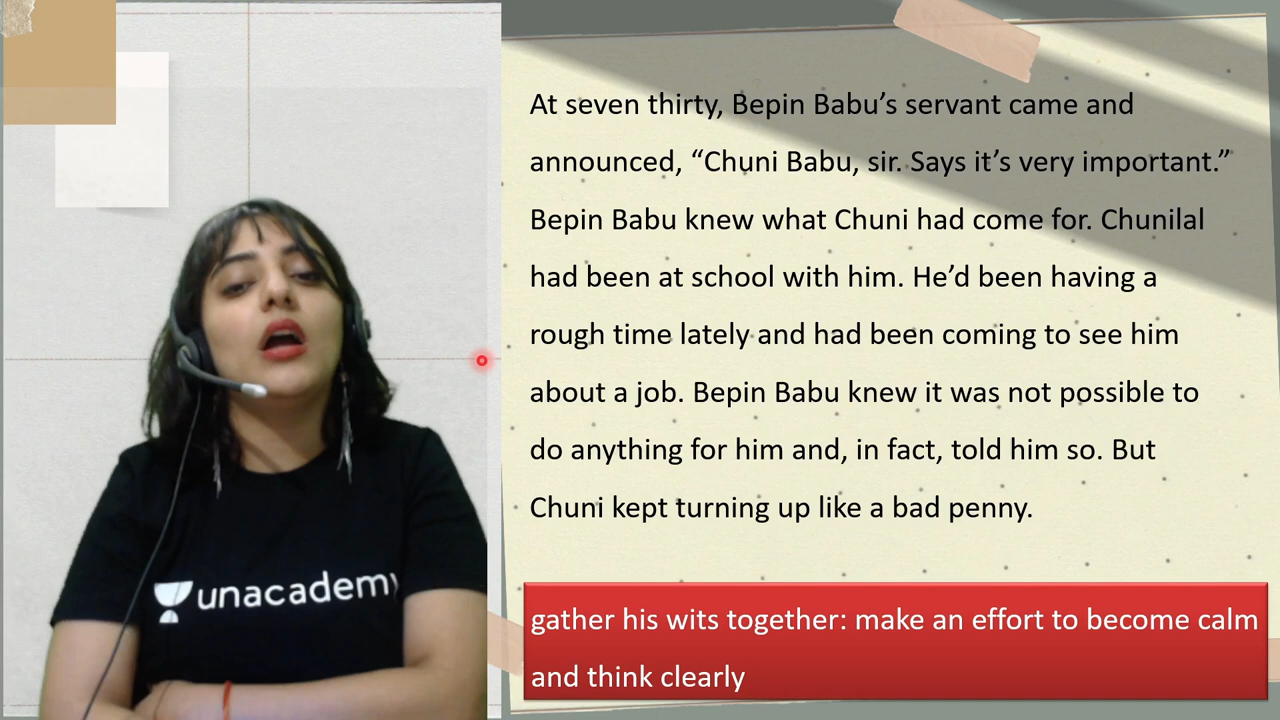 At seven thirty, Bepin Babu’s servant came and
announced, “Chuni Babu, sir. Says it’s very important.”
Bepin Babu knew what Chuni had come for. Chunilal
had been at school with him. He’d been having a
rough time lately and had been coming to see him
about a job. Bepin Babu knew it was not possible to
do anything for him and, in fact, told him so. But
Chuni kept turning up like a bad penny.
gather his wits together: make an effort to become calm
and think clearly
unacademy